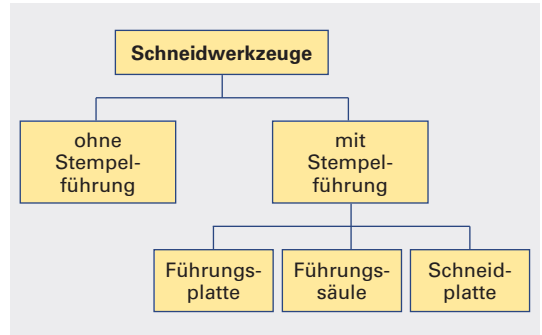 Schneidwerkzeuge
ohne
Stempel-
führung
mit
Stempel-
führung
Führungs-
platte
Führungs-
säule
Schneid-
platte